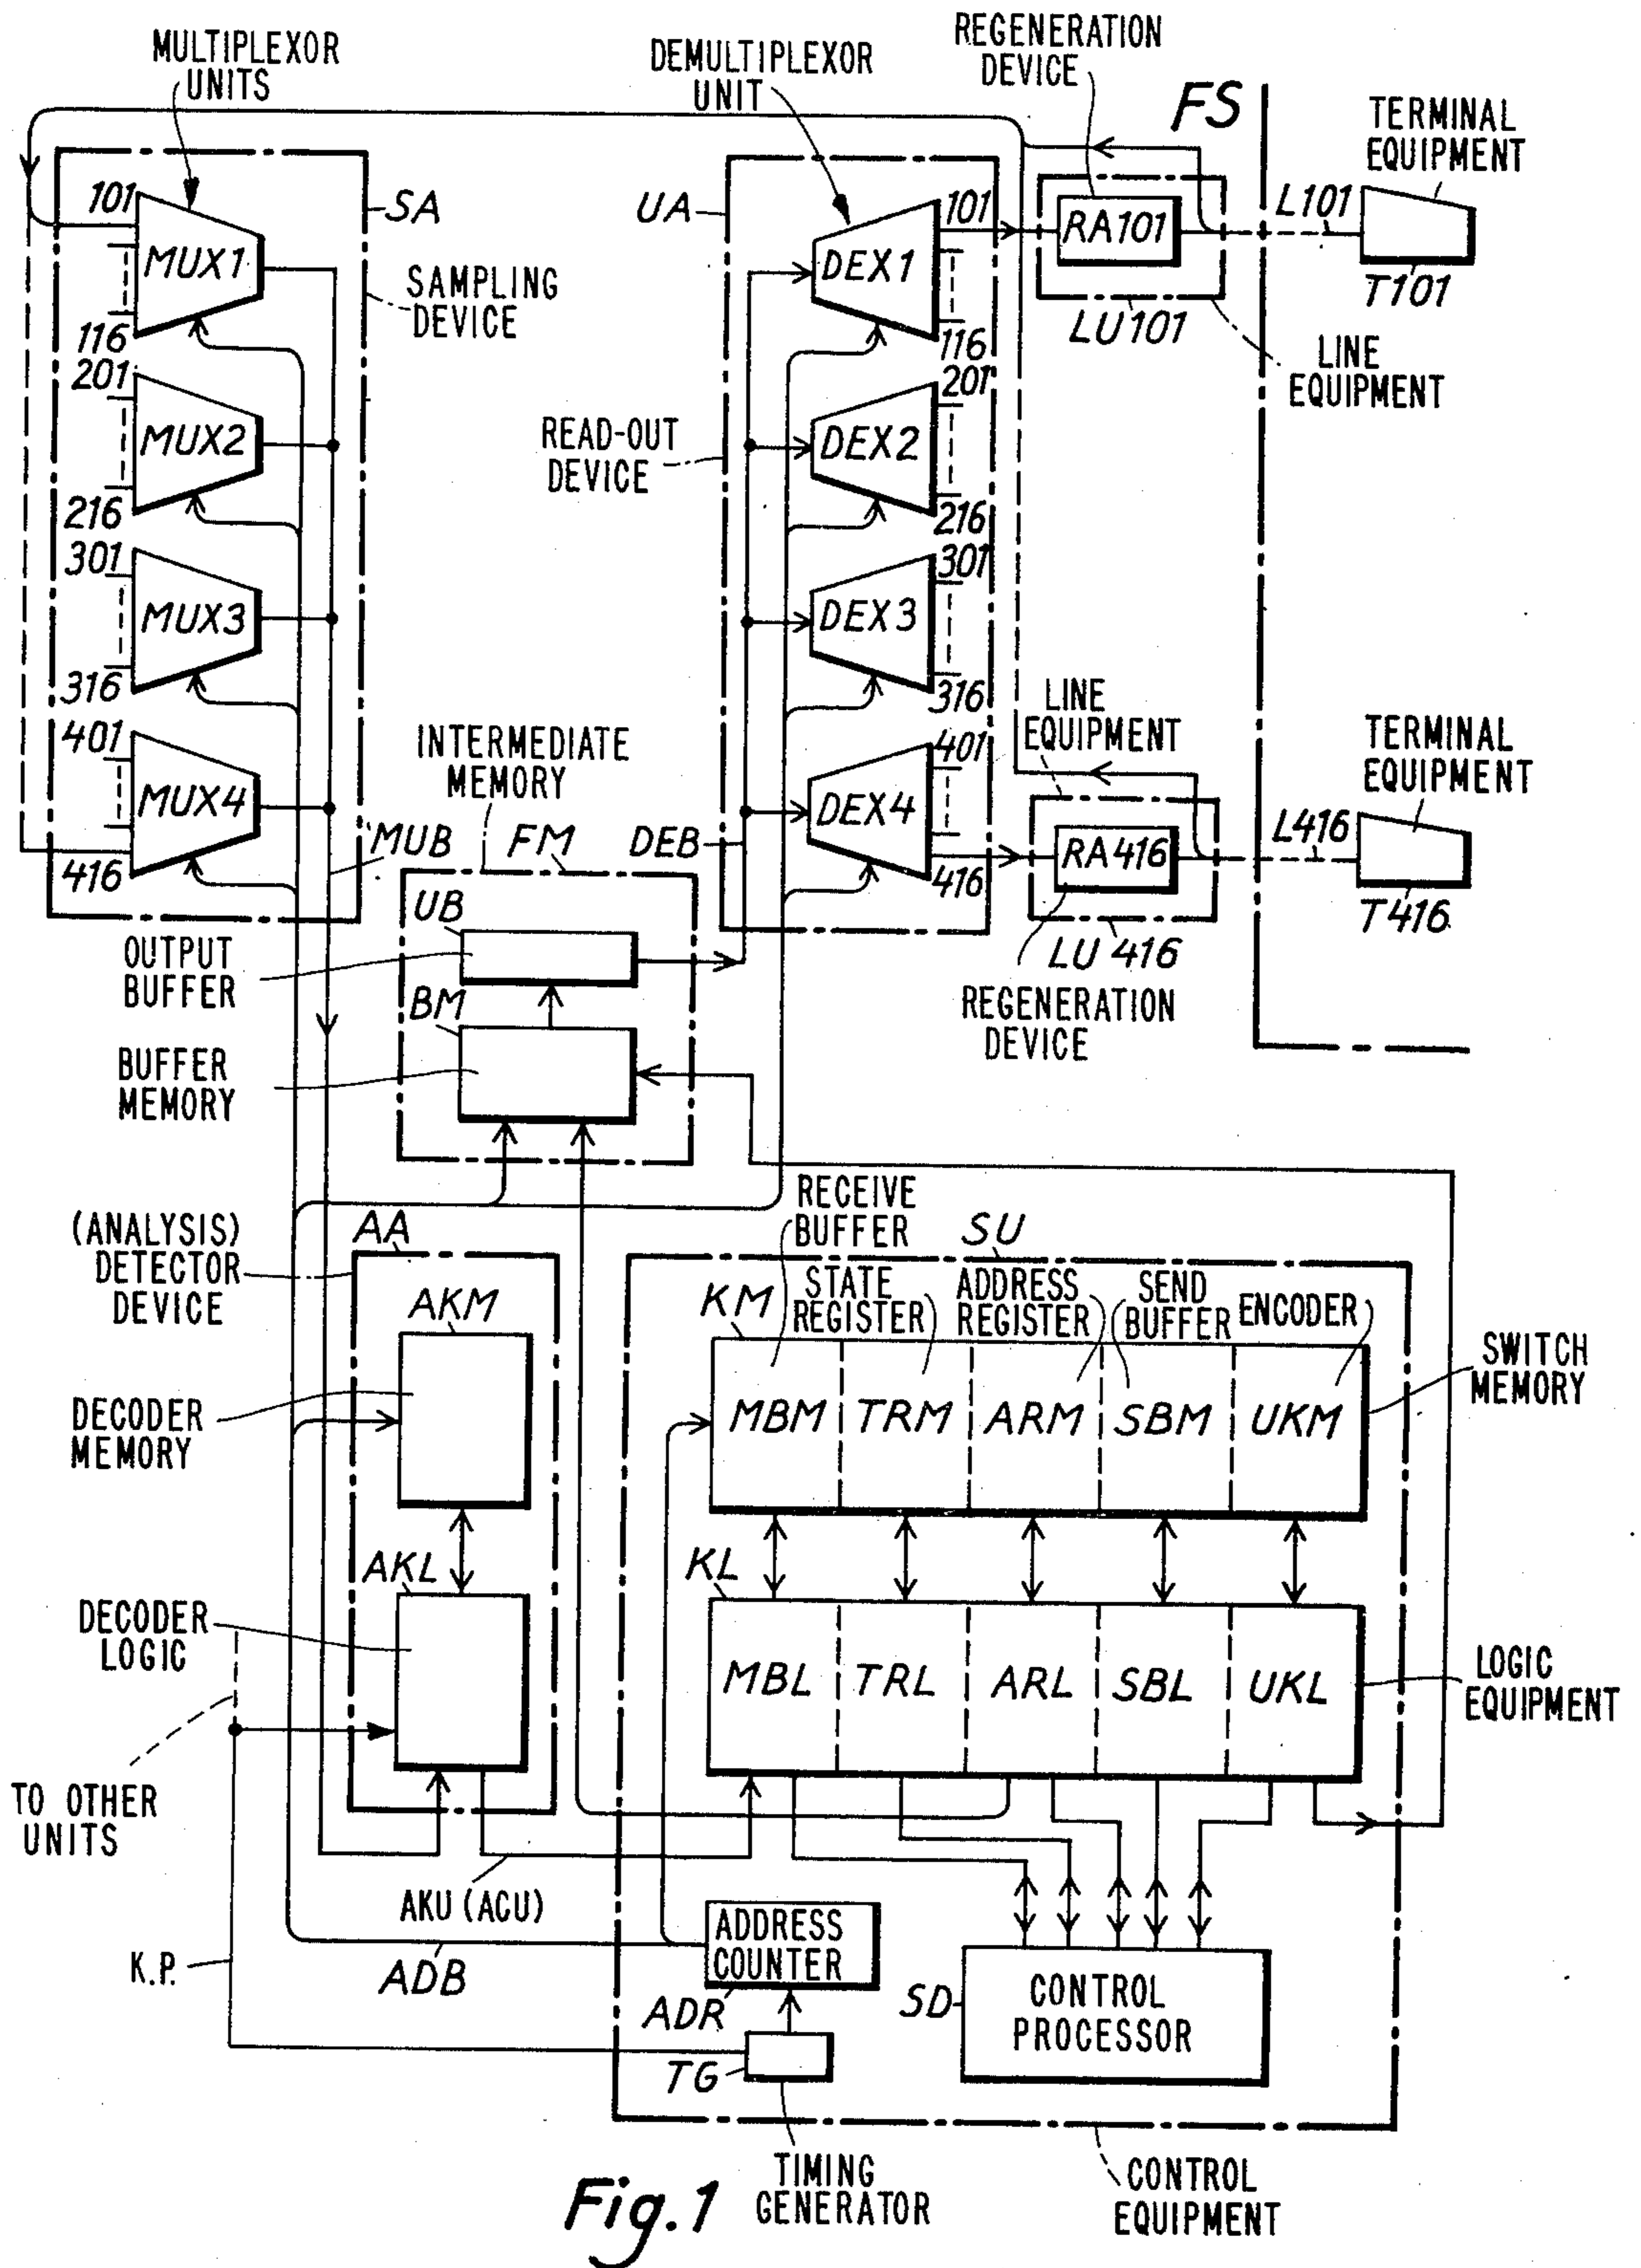 REGENERATION
DEVICE
MULTIPLEXOR
UNITS
DEMULTIPLEXOR
UNIT
FS
TERMINAL
EQUIPMENT
101
MUX1
116
SA
SAMPLING
DEVICE
UA
101
DEX1
116
RA101
LU101
L101
T101
LINE
EQUIPMENT
201
MUX2
216
READ-OUT
DEVICE
201
DEX2
216
301
MUX3
316
301
DEX3
316
401
MUX4
416
MUB
INTERMEDIATE
MEMORY
FM
DEB
401
DEX4
416
LINE
EQUIPMENT
RA416
LU 416
REGENERATION
DEVICE
TERMINAL
EQUIPMENT
L416
T416
UB
OUTPUT
BUFFER
BM
BUFFER
MEMORY
(ANALYSIS)
DETECTOR
DEVICE
AA
AKM
DECODER
MEMORY
AKL
DECODER
LOGIC
TO OTHER
UNITS
RECEIVE
BUFFER
SU
KM
STATE
REGISTER
ADDRESS
REGISTER
SEND
BUFFER
ENCODER
SWITCH
MEMORY
MBM TRM ARM SBM UKM
KL
MBL TRL ARL SBL UKL
LOGIC
EQUIPMENT
AKU (ACU)
K.P.
ADB
ADDRESS
COUNTER
ADR
TG
SD
CONTROL
PROCESSOR
TIMING
GENERATOR
CONTROL
EQUIPMENT
Fig. 1